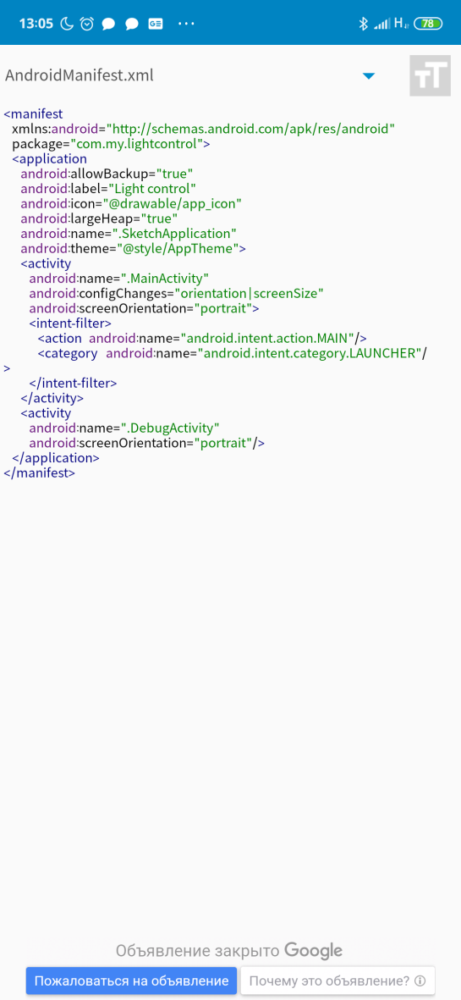 13:05 GE ... H 78
AndroidManifest.xml TT
<manifest
xmlns:android="http://schemas.android.com/apk/res/android"
package="com.my.lightcontrol">
<application
android:allowBackup="true"
android:label="Light control"
android:icon="@drawable/app_icon"
android:largeHeap="true"
android:name=".SketchApplication"
android:theme="@style/AppTheme">
<activity
android:name=".MainActivity"
android:configChanges="orientation|screenSize"
android:screenOrientation="portrait">
<intent-filter>
<action android:name="android.intent.action.MAIN"/>
<category android:name="android.intent.category.LAUNCHER"/
>
</intent-filter>
</activity>
<activity
android:name=".DebugActivity"
android:screenOrientation="portrait"/>
</application>
</manifest>
Объявление закрыто Google
Пожаловаться на объявление Почему это объявление?